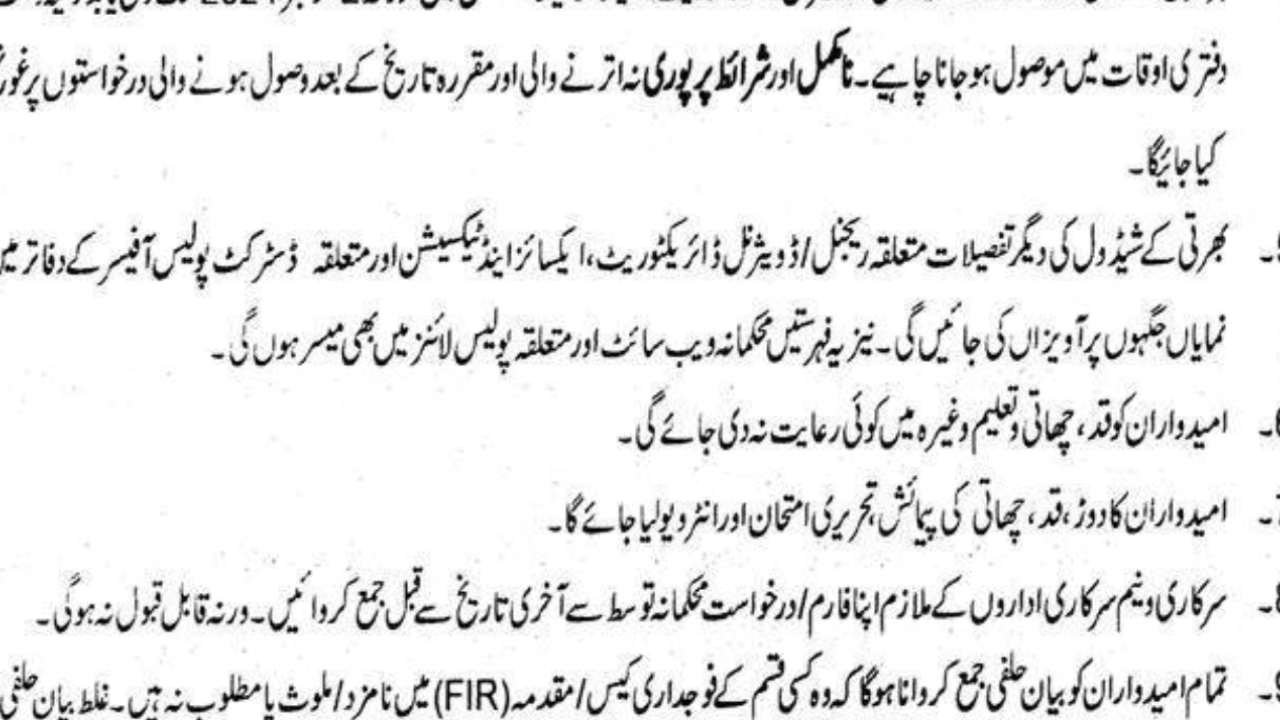 دفتری اوقات میں موصول ہو جانا چاہیے۔ نامکمل اور شرائط پر پوری نہ اترنے والی اور مقررہ تاریخ کے بعد وصول ہونے والی درخواستوں پر غور
کیا جائیگا۔
بھرتی کے شیڈول کی دیگر تفصیلات متعلقہ ریجنل/ڈویژنل ڈائریکٹوریٹ، ایکسائز اینڈ ٹیکسیشن اور متعلقہ ڈسٹرکٹ پولیس آفیسر کے دفاتر میں
نمایاں جگہوں پر آویزاں کی جائیں گی۔ نیز یہ فہرستیں محکمانہ ویب سائٹ اور متعلقہ پولیس لائنز میں بھی میسر ہوں گی۔
امیدواران کو قد، چھاتی و تعلیم وغیرہ میں کوئی رعایت نہ دی جائے گی۔
امیدواران کا دوڑ، قد، چھاتی کی پیمائش، تحریری امتحان اور انٹرویو لیا جائے گا۔
سرکاری و نیم سرکاری اداروں کے ملازم اپنا فارم/درخواست محکمانہ توسط سے آخری تاریخ سے قبل جمع کروائیں۔ ورنہ قابل قبول نہ ہوگی۔
تمام امیدواران کو بیان حلفی جمع کروانا ہوگا کہ وہ کسی قسم کے فوجداری کیس/مقدمہ (FIR) میں نامزد/ملوث یا مطلوب نہ ہیں۔ غلط بیان حلفی